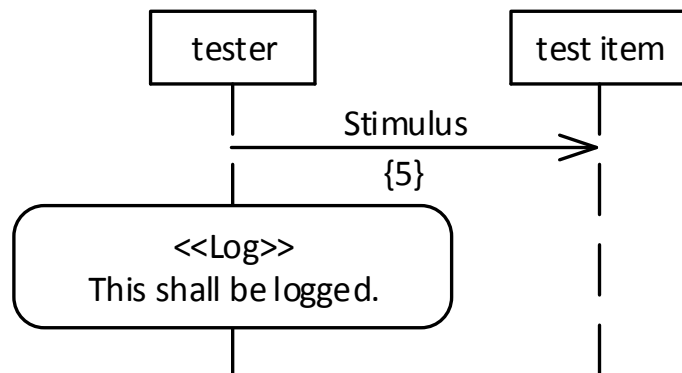 tester
test item
Stimulus
{5}
<<Log>>
This shall be logged.